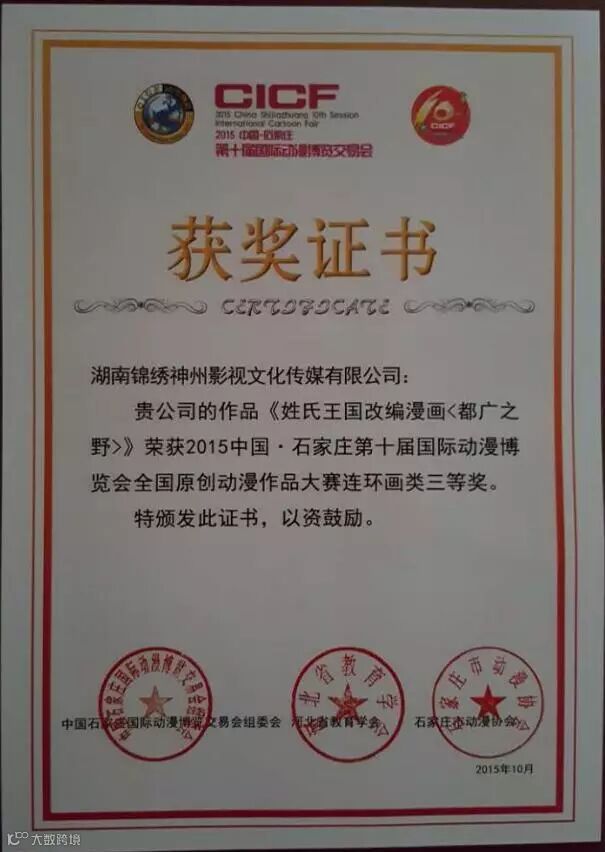 CICF
2015 China Shijiazhuang 10th Session
International Cartoon Fair
2015 中国·石家庄
第十届国际动漫博览交易会
CICF
获奖证书
CERTIFICATE
湖南锦绣神州影视文化传媒有限公司:
贵公司的作品《姓氏王国改编漫画<都广之
野>》荣获2015中国·石家庄第十届国际动漫博
览会全国原创动漫作品大赛连环画类三等奖。
特颁发此证书，以资鼓励。
中国石家庄国际动漫博览交易会组委会 河北省教育学会 石家庄市动漫协会
2015年10月
大数跨境